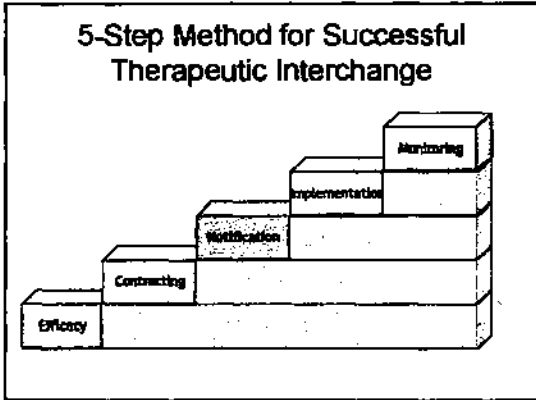 5-Step Method for Successful
Therapeutic Interchange
Monitoring
Implementation
Notification
Contracting
Efficacy